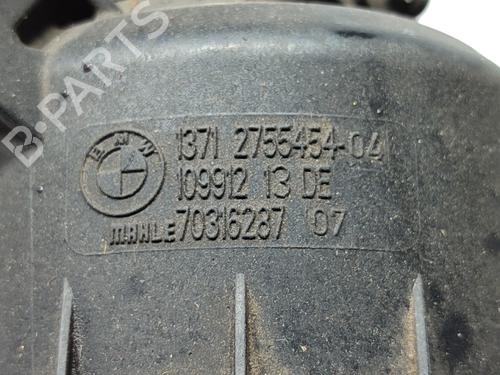 B-PARTS
BMW
1371 2755454-04
109912 13 DE
MAHLE 70316287 07